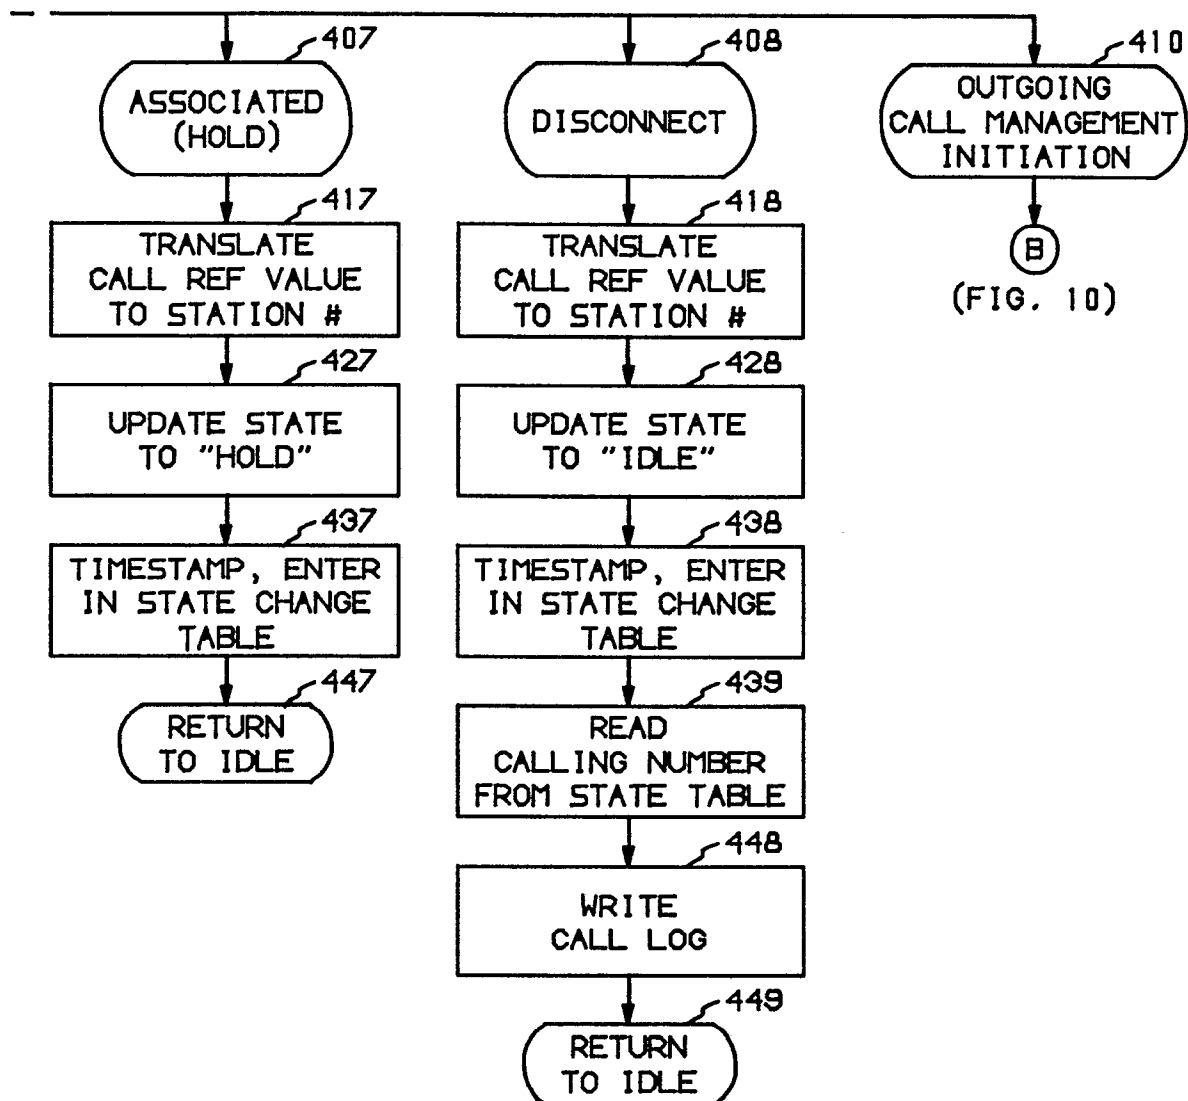 407
ASSOCIATED
(HOLD)
417
TRANSLATE
CALL REF VALUE
TO STATION #
427
UPDATE STATE
TO "HOLD"
437
TIMESTAMP, ENTER
IN STATE CHANGE
TABLE
447
RETURN
TO IDLE
408
DISCONNECT
418
TRANSLATE
CALL REF VALUE
TO STATION #
428
UPDATE STATE
TO "IDLE"
438
TIMESTAMP, ENTER
IN STATE CHANGE
TABLE
439
READ
CALLING NUMBER
FROM STATE TABLE
448
WRITE
CALL LOG
449
RETURN
TO IDLE
410
OUTGOING
CALL MANAGEMENT
INITIATION
B
(FIG. 10)